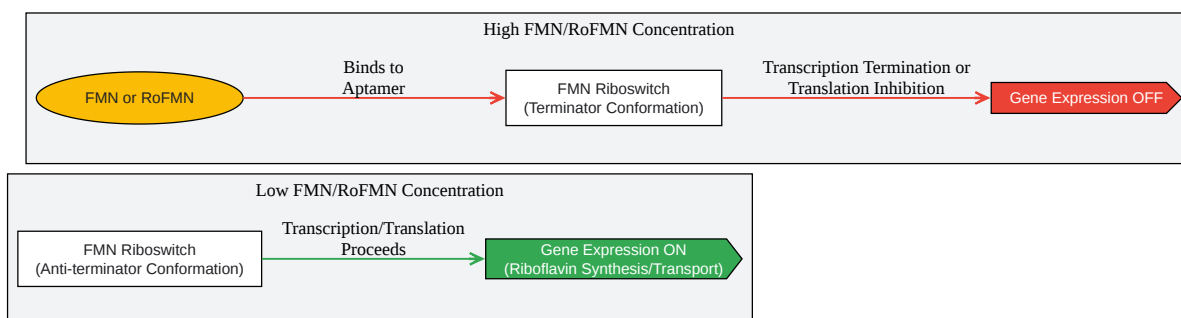 High FMN/RoFMN Concentration
FMN or RoFMN
Binds to
Aptamer
FMN Riboswitch
(Terminator Conformation)
Transcription Termination or
Translation Inhibition
Gene Expression OFF
Low FMN/RoFMN Concentration
FMN Riboswitch
(Anti-terminator Conformation)
Transcription/Translation
Proceeds
Gene Expression ON
(Riboflavin Synthesis/Transport)